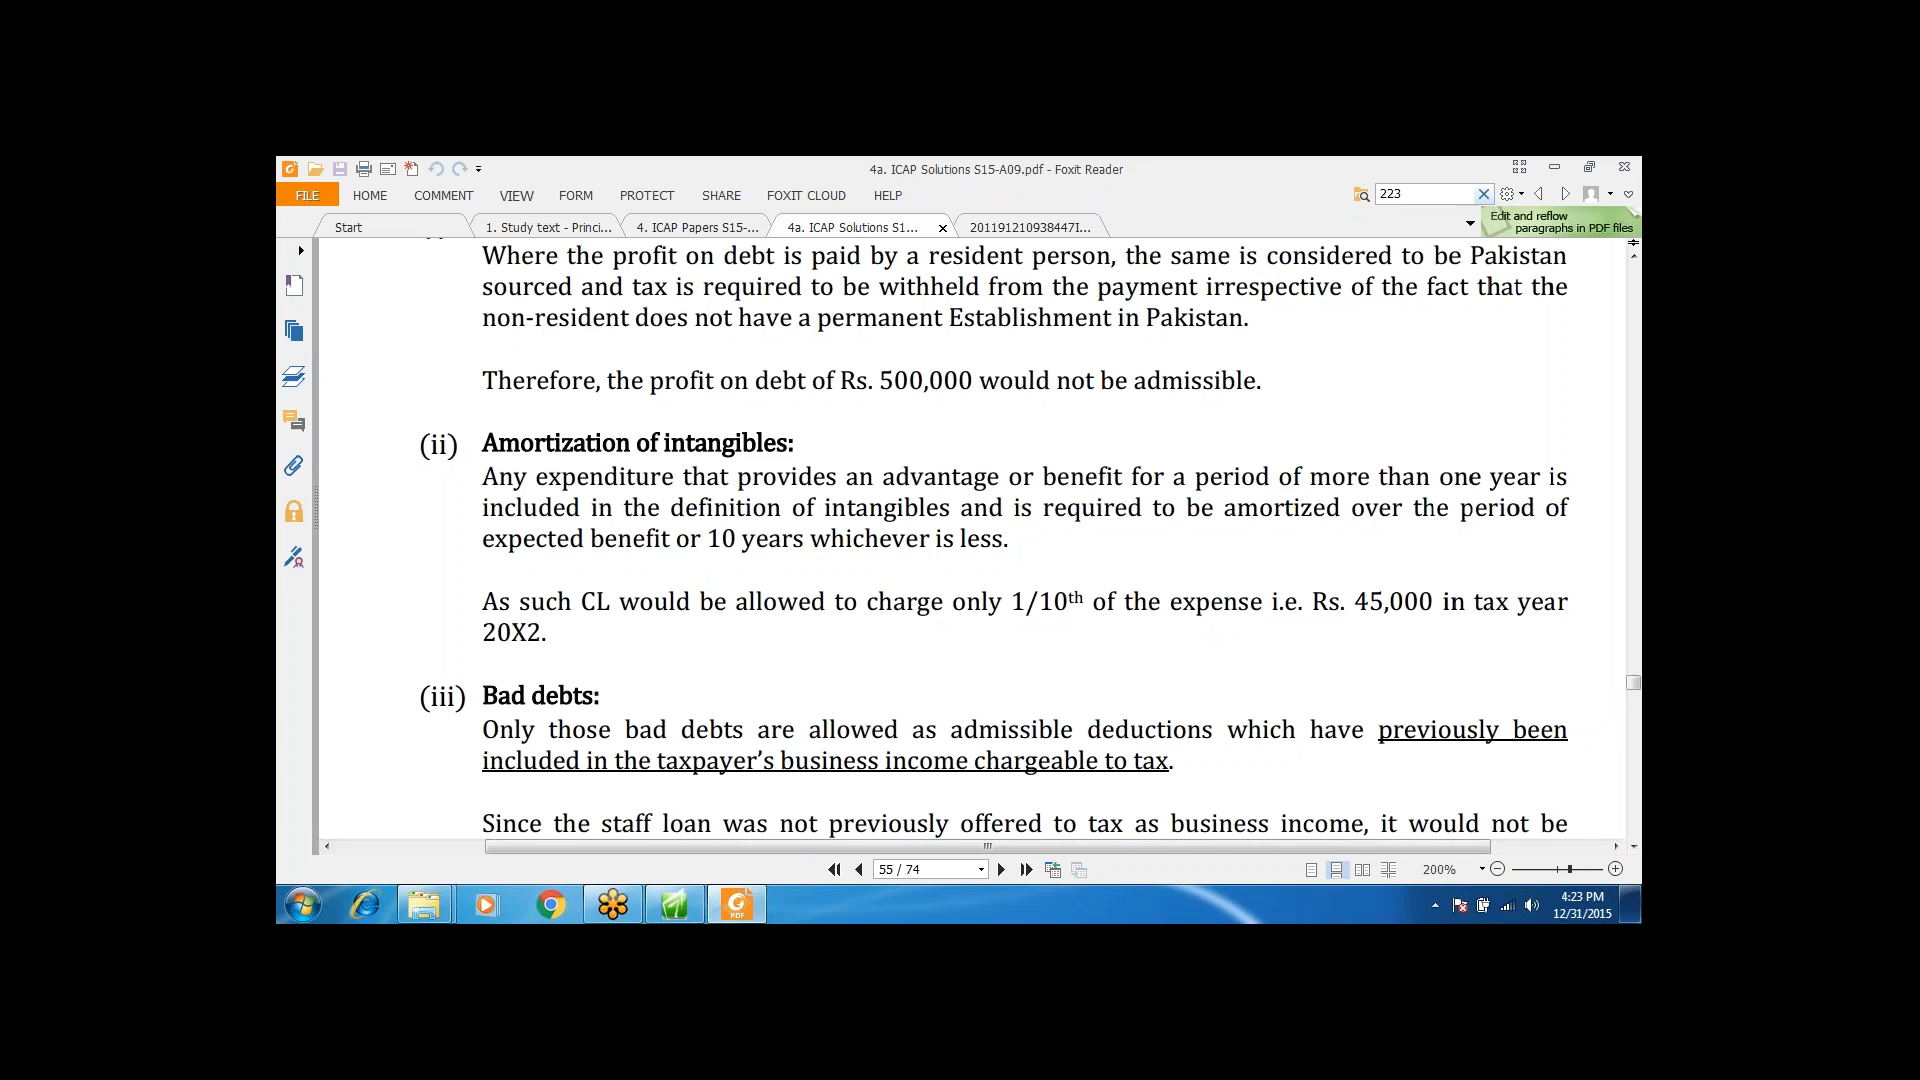 4a. ICAP Solutions S15-A09.pdf - Foxit Reader
FILE HOME COMMENT VIEW FORM PROTECT SHARE FOXIT CLOUD HELP
223
Start
1. Study text - Princi...
4. ICAP Papers S15-...
4a. ICAP Solutions S1...
201191210938447I...
Edit and reflow
paragraphs in PDF files
Where the profit on debt is paid by a resident person, the same is considered to be Pakistan
sourced and tax is required to be withheld from the payment irrespective of the fact that the
non-resident does not have a permanent Establishment in Pakistan.
Therefore, the profit on debt of Rs. 500,000 would not be admissible.
(ii) Amortization of intangibles:
Any expenditure that provides an advantage or benefit for a period of more than one year is
included in the definition of intangibles and is required to be amortized over the period of
expected benefit or 10 years whichever is less.
As such CL would be allowed to charge only 1/10th of the expense i.e. Rs. 45,000 in tax year
20X2.
(iii) Bad debts:
Only those bad debts are allowed as admissible deductions which have previously been
included in the taxpayer’s business income chargeable to tax.
Since the staff loan was not previously offered to tax as business income, it would not be
55 / 74
200%
PDF
4:23 PM
12/31/2015